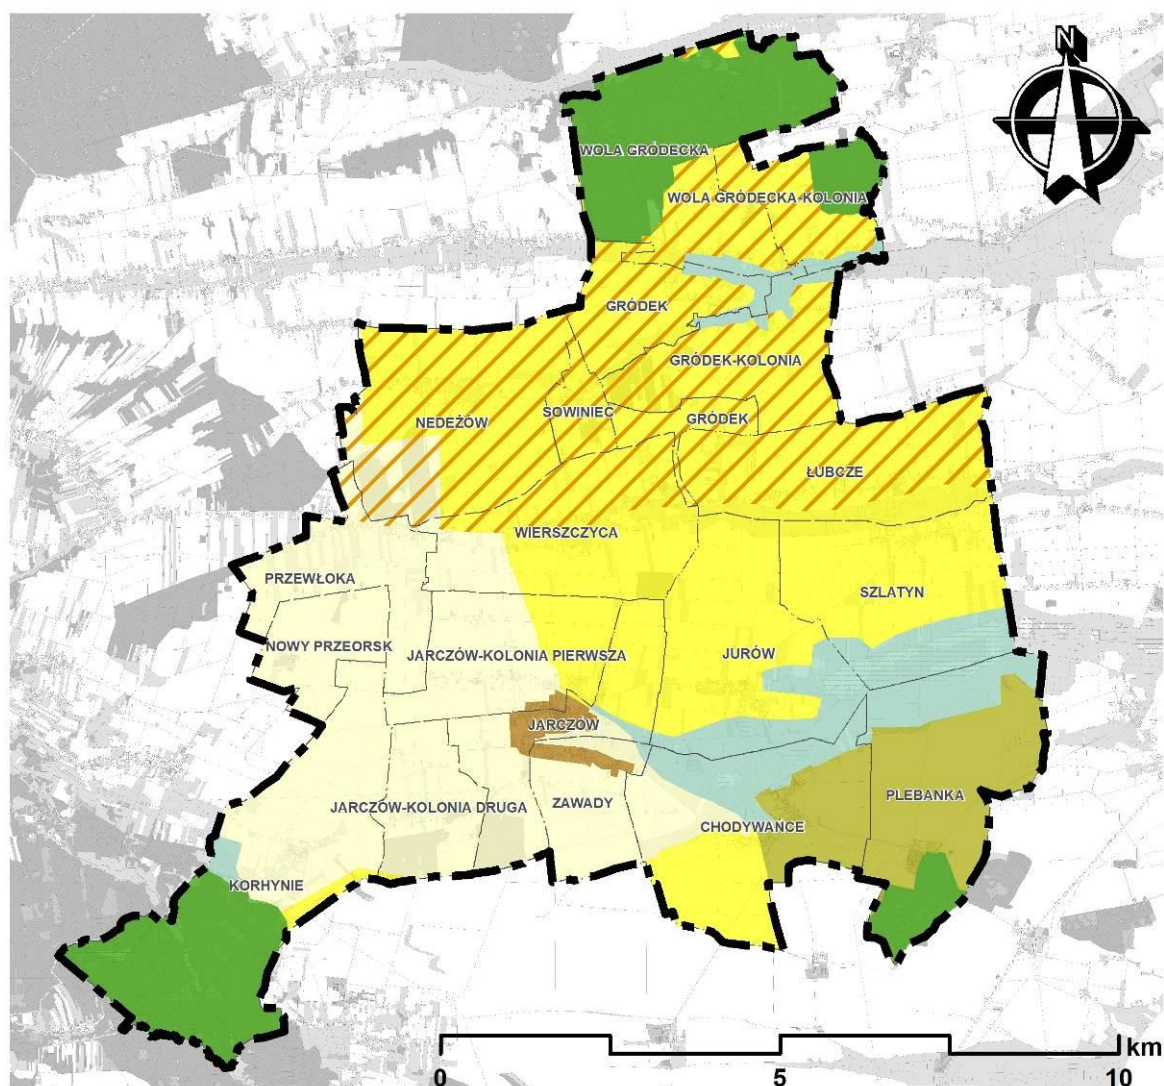 N
WOLA GRÓDECKA
WOLA GRÓDECKA-KOLONIA
GRÓDEK
GRÓDEK-KOLONIA
NEDEŻÓW
SOWINIEC
GRÓDEK
ŁUBCZE
WIERSZCZYCA
PRZEWŁOKA
SZLATYN
NOWY PRZEORSK
JARCZÓW-KOLONIA PIERWSZA
JURÓW
JARCZÓW
JARCZÓW-KOLONIA DRUGA
ZAWADY
PLEBANKA
CHODYWAŃCE
KORHYNIE
km
0
5
10